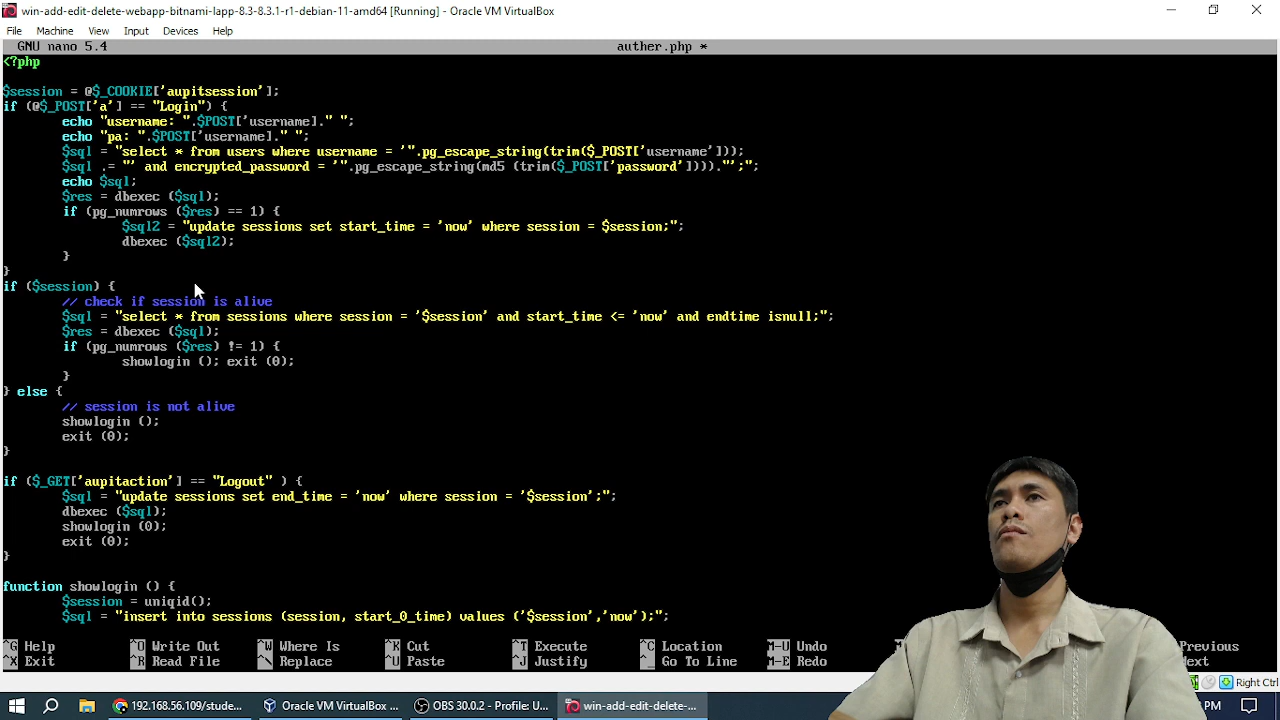 win-add-edit-delete-webapp-bitnami-lapp-8.3-8.3.1-r1-debian-11-amd64 [Running] - Oracle VM VirtualBox
File Machine View Input Devices Help
GNU nano 5.4 auther.php *
<?php
$session = @$_COOKIE['aupitsession'];
if (@$_POST['a'] == "Login") {
echo "username: ".$POST['username]." ";
echo "pa: ".$POST['username]." ";
$sql = "select * from users where username = '".pg_escape_string(trim($_POST['username']));
$sql .= "' and encrypted_password = '".pg_escape_string(md5 (trim($_POST['password'])))."';";
echo $sql;
$res = dbexec ($sql);
if (pg_numrows ($res) == 1) {
$sql2 = "update sessions set start_time = 'now' where session = $session;";
dbexec ($sql2);
}
}
if ($session) {
// check if session is alive
$sql = "select * from sessions where session = '$session' and start_time <= 'now' and endtime isnull;";
$res = dbexec ($sql);
if (pg_numrows ($res) != 1) {
showlogin (); exit (0);
}
} else {
// session is not alive
showlogin ();
exit (0);
}
if ($_GET['aupitaction'] == "Logout" ) {
$sql = "update sessions set end_time = 'now' where session = '$session';";
dbexec ($sql);
showlogin (0);
exit (0);
}
function showlogin () {
$session = uniqid();
$sql = "insert into sessions (session, start_0_time) values ('$session','now');";
^G Help ^O Write Out ^W Where Is ^K Cut ^T Execute ^C Location M-U Undo Previous
^X Exit ^R Read File ^\ Replace ^U Paste ^J Justify ^_ Go To Line M-E Redo
Right Ctrl
192.168.56.109/stude... Oracle VM VirtualBox ... OBS 30.0.2 - Profile: U... win-add-edit-delete-... PM